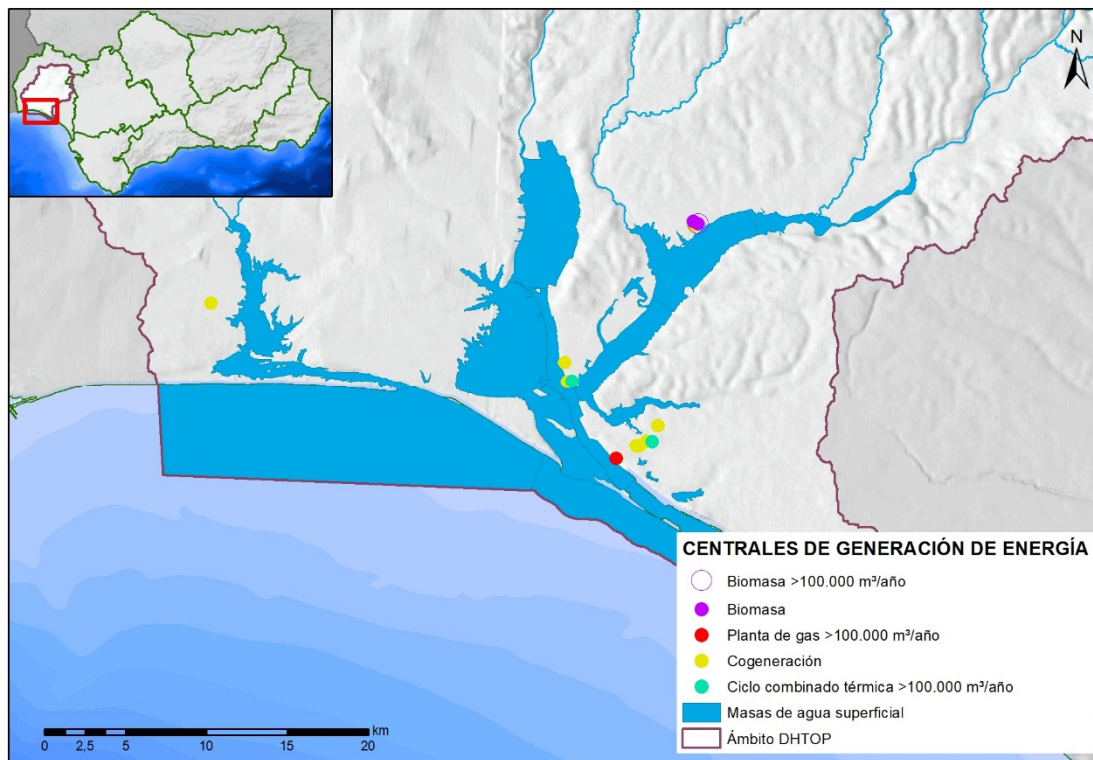 N
CENTRALES DE GENERACIÓN DE ENERGÍA
Biomasa >100.000 m³/año
Biomasa
Planta de gas >100.000 m³/año
Cogeneración
Ciclo combinado térmica >100.000 m³/año
Masas de agua superficial
Ámbito DHTOP
km
0 2,5 5 10 15 20